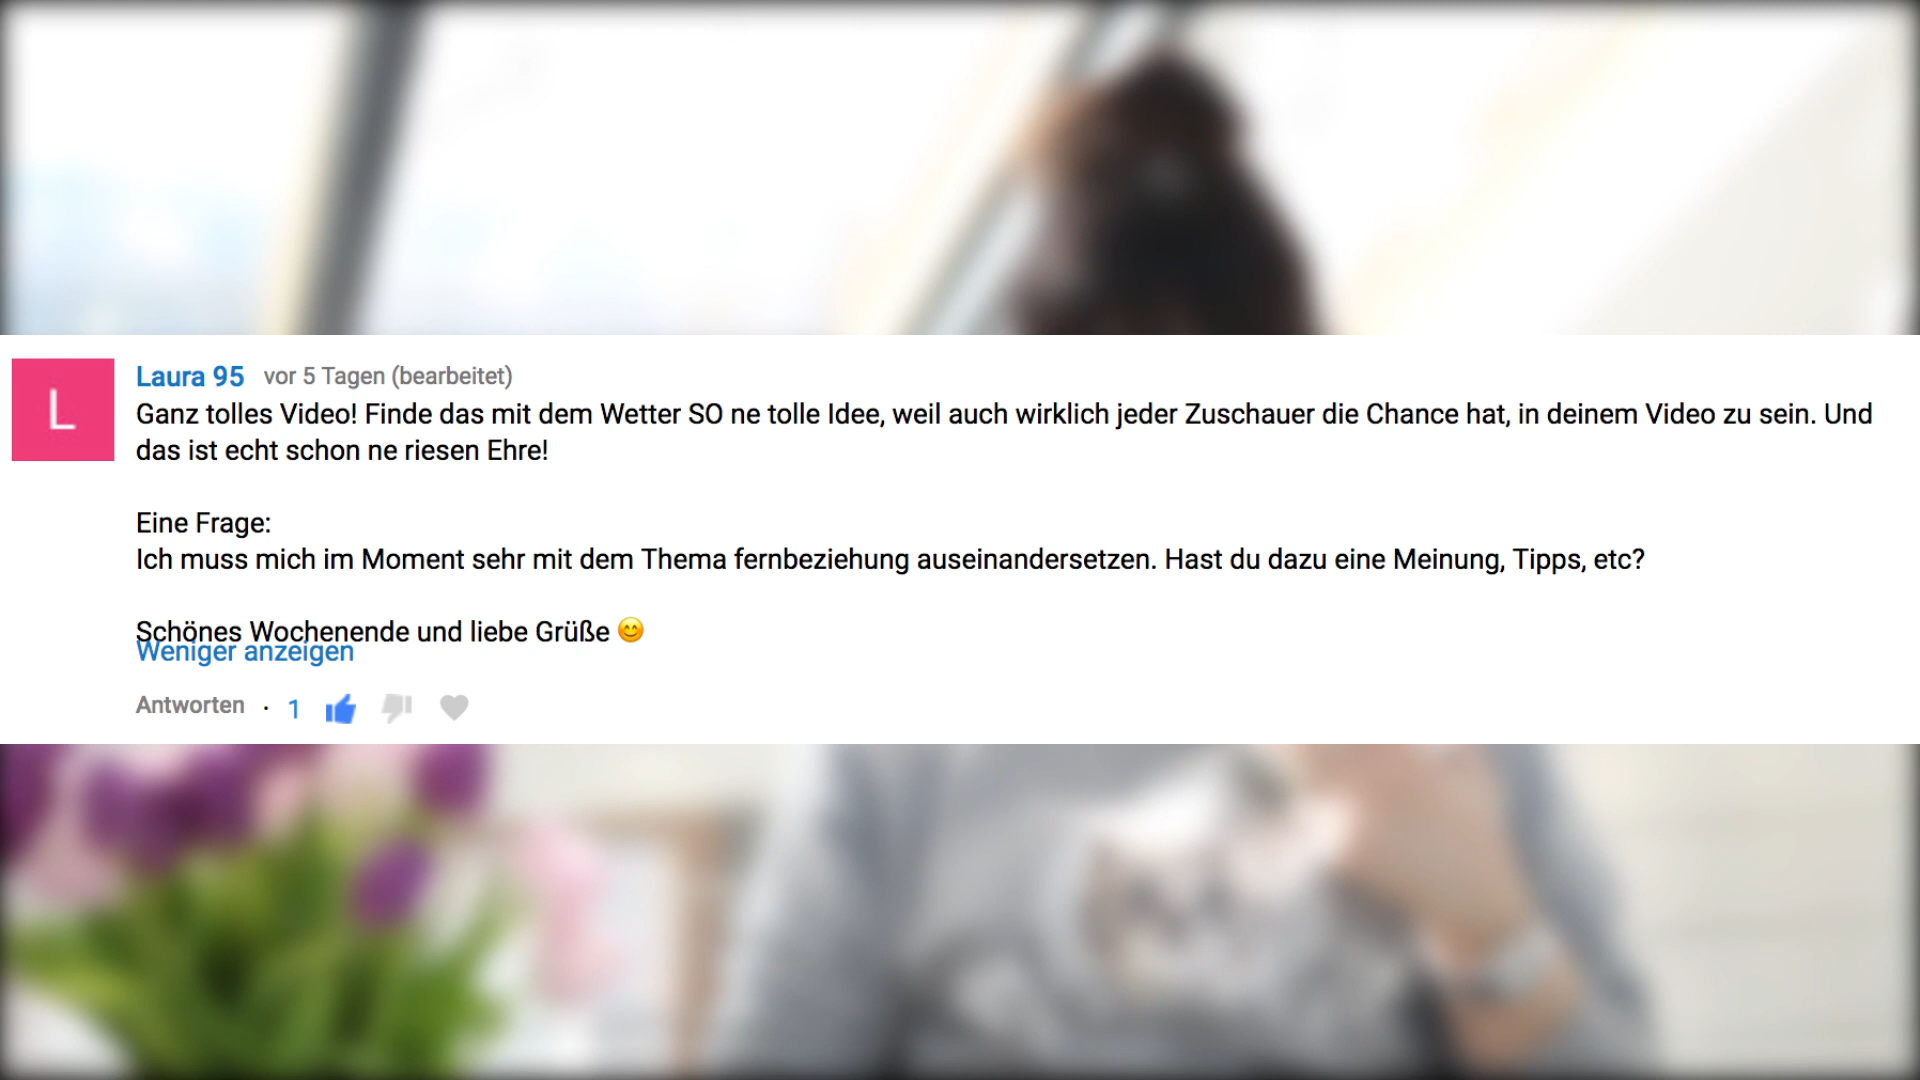 L
Laura 95 vor 5 Tagen (bearbeitet)
Ganz tolles Video! Finde das mit dem Wetter SO ne tolle Idee, weil auch wirklich jeder Zuschauer die Chance hat, in deinem Video zu sein. Und
das ist echt schon ne riesen Ehre!
Eine Frage:
Ich muss mich im Moment sehr mit dem Thema fernbeziehung auseinandersetzen. Hast du dazu eine Meinung, Tipps, etc?
Schönes Wochenende und liebe Grüße 😊
Weniger anzeigen
Antworten · 1